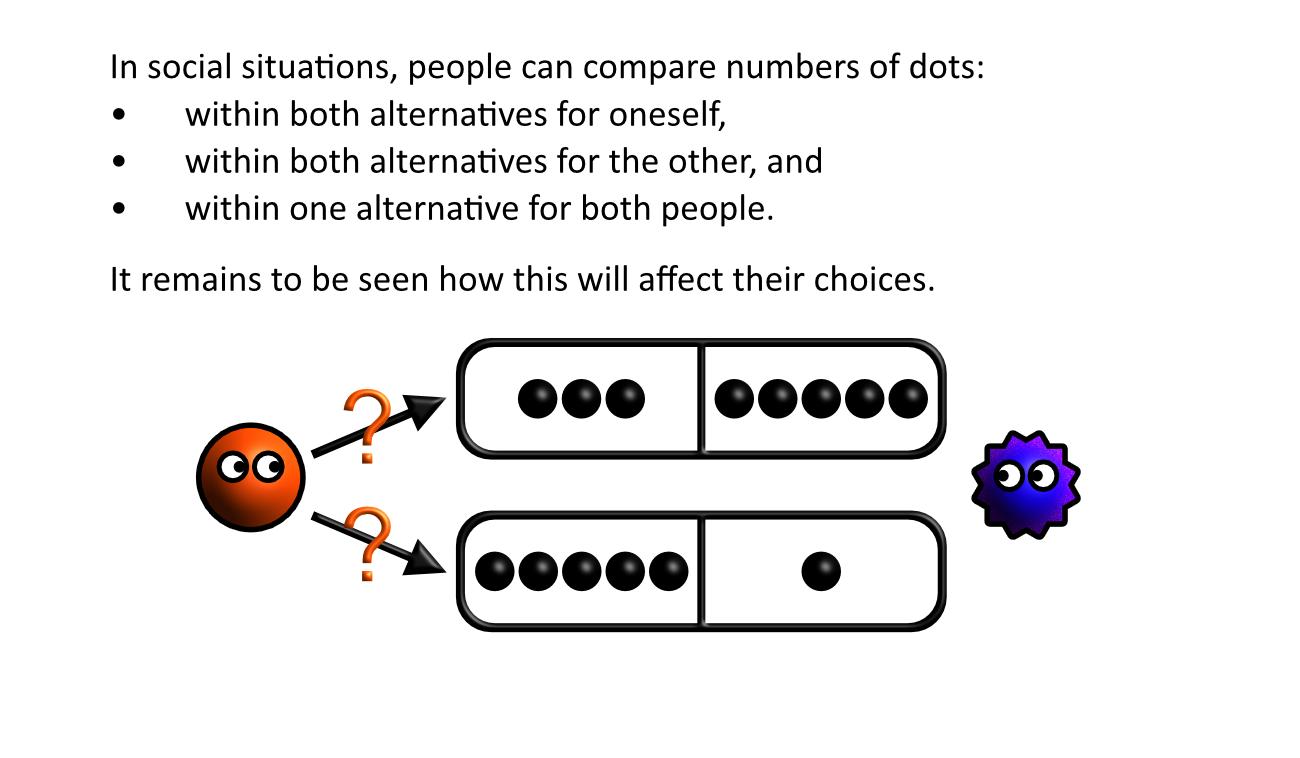 In social situations, people can compare numbers of dots:
• within both alternatives for oneself,
• within both alternatives for the other, and
• within one alternative for both people.
It remains to be seen how this will affect their choices.
?
?